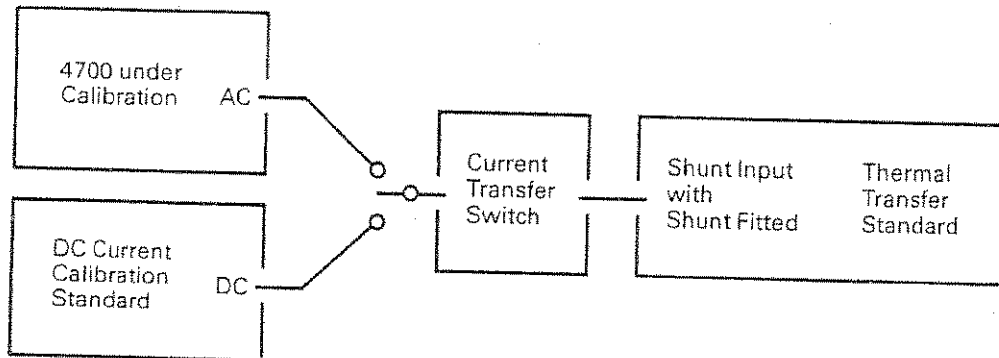 4700 under
Calibration
AC
DC Current
Calibration
Standard
DC
Current
Transfer
Switch
Shunt Input
with
Shunt Fitted
Thermal
Transfer
Standard